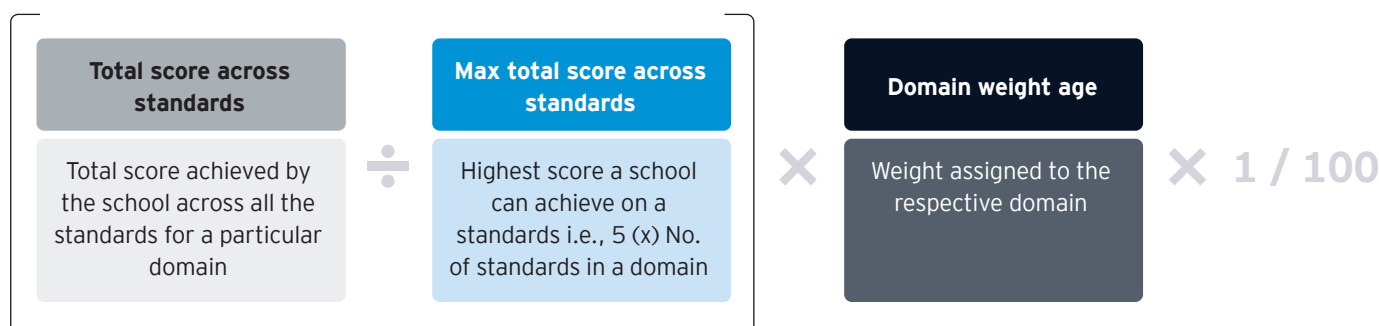 Total score across
standards
Total score achieved by
the school across all the
standards for a particular
domain
÷
Max total score across
standards
Highest score a school
can achieve on a
standards i.e., 5 (x) No.
of standards in a domain
×
Domain weight age
Weight assigned to the
respective domain
× 1 / 100